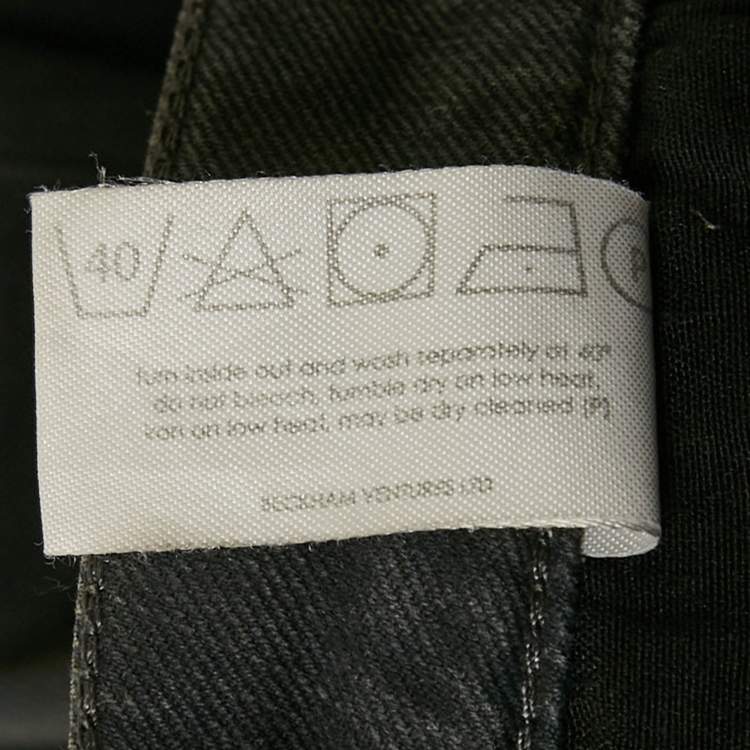 40 P
turn inside out and wash separately at 40°
do not bleach, tumble dry on low heat,
iron on low heat, may be dry cleaned (P)
BECKHAM VENTURES LTD